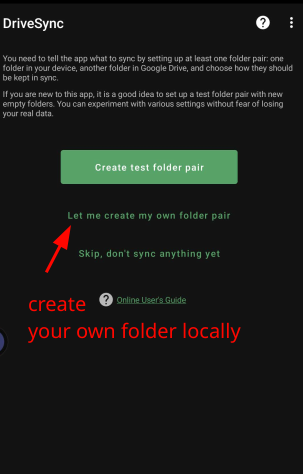 DriveSync
You need to tell the app what to sync by setting up at least one folder pair: one
folder in your device, another folder in Google Drive, and choose how they should
be kept in sync.
If you are new to this app, it is a good idea to set up a test folder pair with new
empty folders. You can experiment with various settings without fear of losing
your real data.
Create test folder pair
Let me create my own folder pair
Skip, don't sync anything yet
create
Online User's Guide
your own folder locally